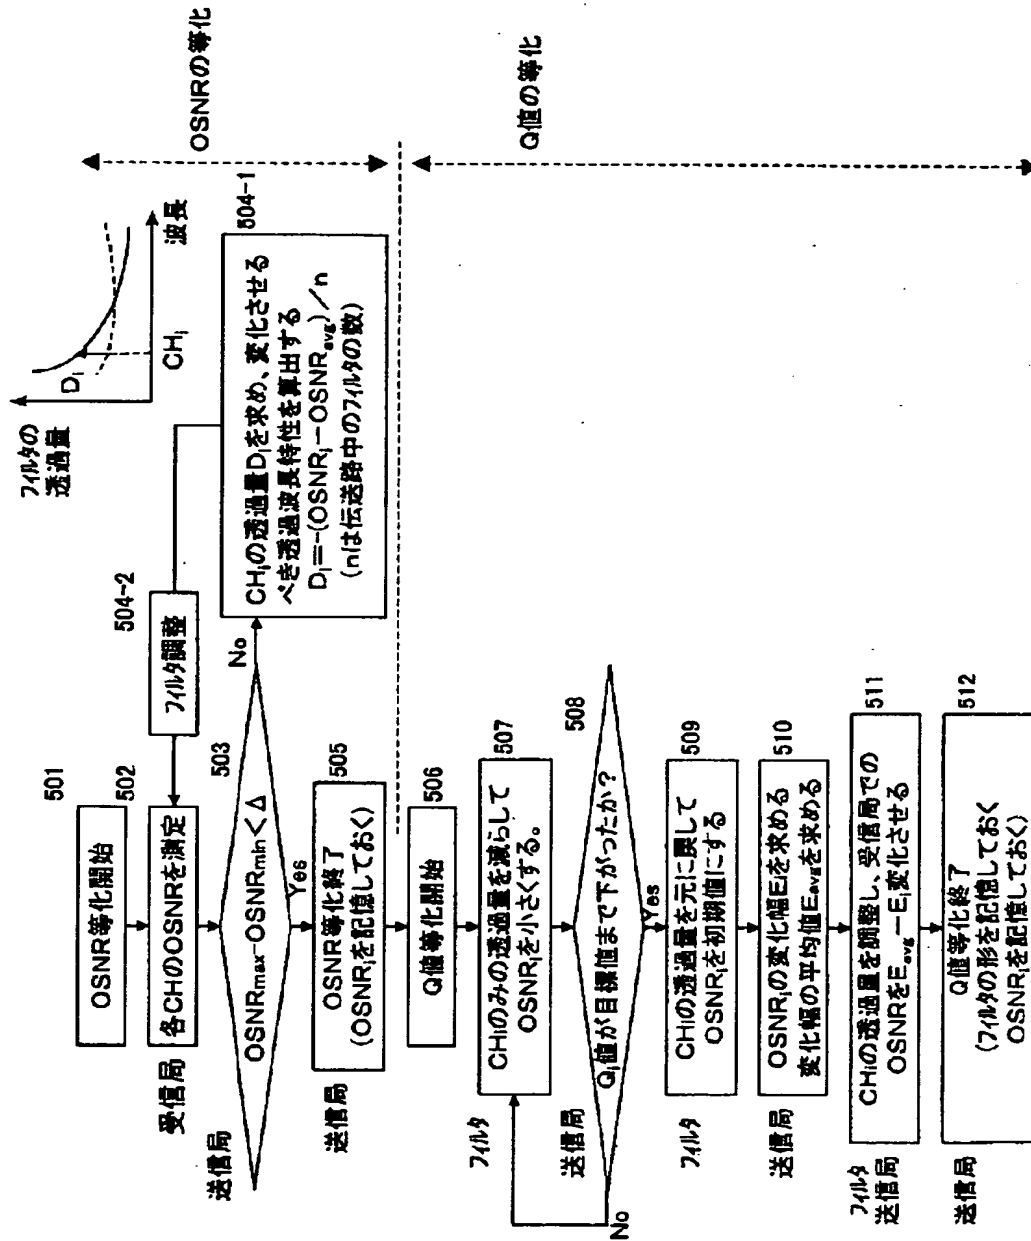 501
OSNR等化開始
502
受信局
各CHのOSNRを測定
504-2
フィルタ調整
フィルタの
透過量
Di
CHi
波長
503
送信局
OSNRmax-OSNRmin<Δ
No
Yes
504-1
CHiの透過量Diを求め、変化させる
べき透過波長特性を算出する
Di=-(OSNRi-OSNRavg)/n
(nは伝送路中のフィルタの数)
OSNRの等化
505
送信局
OSNR等化終了
(OSNRiを記憶しておく)
506
Q値等化開始
Q値の等化
507
フィルタ
CHiのみの透過量を減らして
OSNRiを小さくする。
508
送信局
Qi値が目標値まで下がったか?
No
Yes
509
フィルタ
CHiの透過量を元に戻して
OSNRiを初期値にする
510
送信局
OSNRiの変化幅Eiを求める
変化幅の平均値Eavgを求める
511
フィルタ
送信局
CHiの透過量を調整し、受信局での
OSNRをEavg-Ei変化させる
512
送信局
Q値等化終了
(フィルタの形を記憶しておく
OSNRiを記憶しておく)